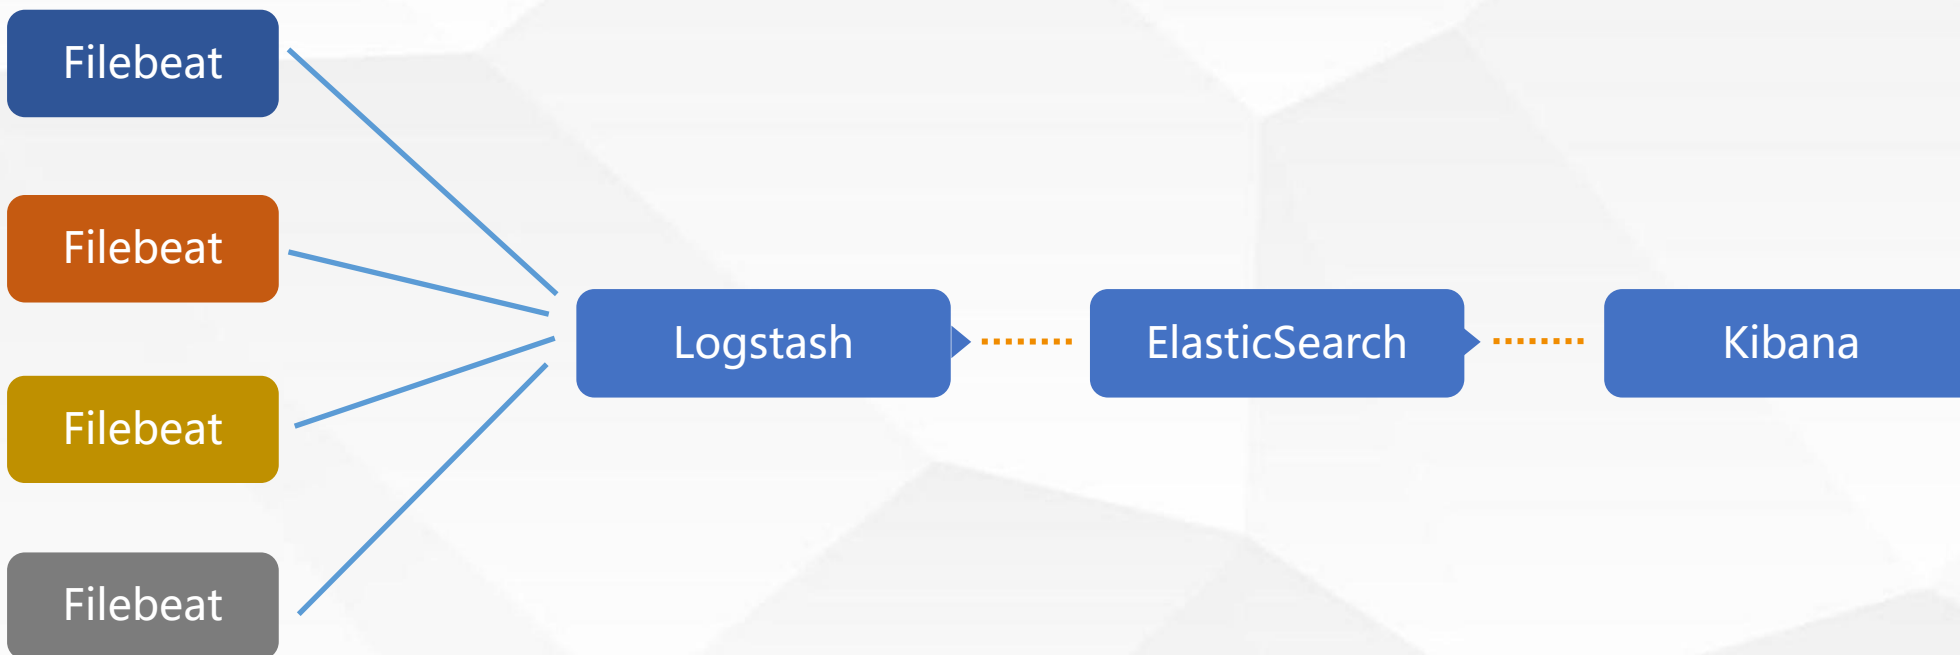 Filebeat
Filebeat
Filebeat
Filebeat
Logstash
ElasticSearch
Kibana